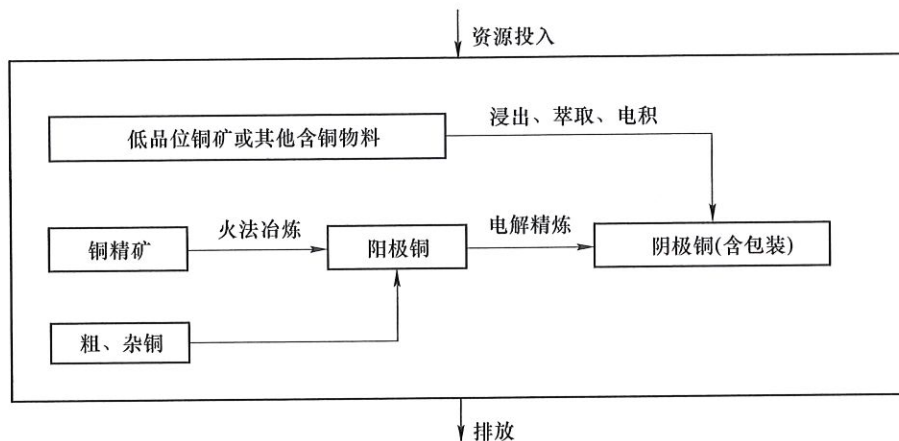 资源投入
低品位铜矿或其他含铜物料
浸出、萃取、电积
铜精矿
火法冶炼
阳极铜
电解精炼
阴极铜(含包装)
粗、杂铜
排放